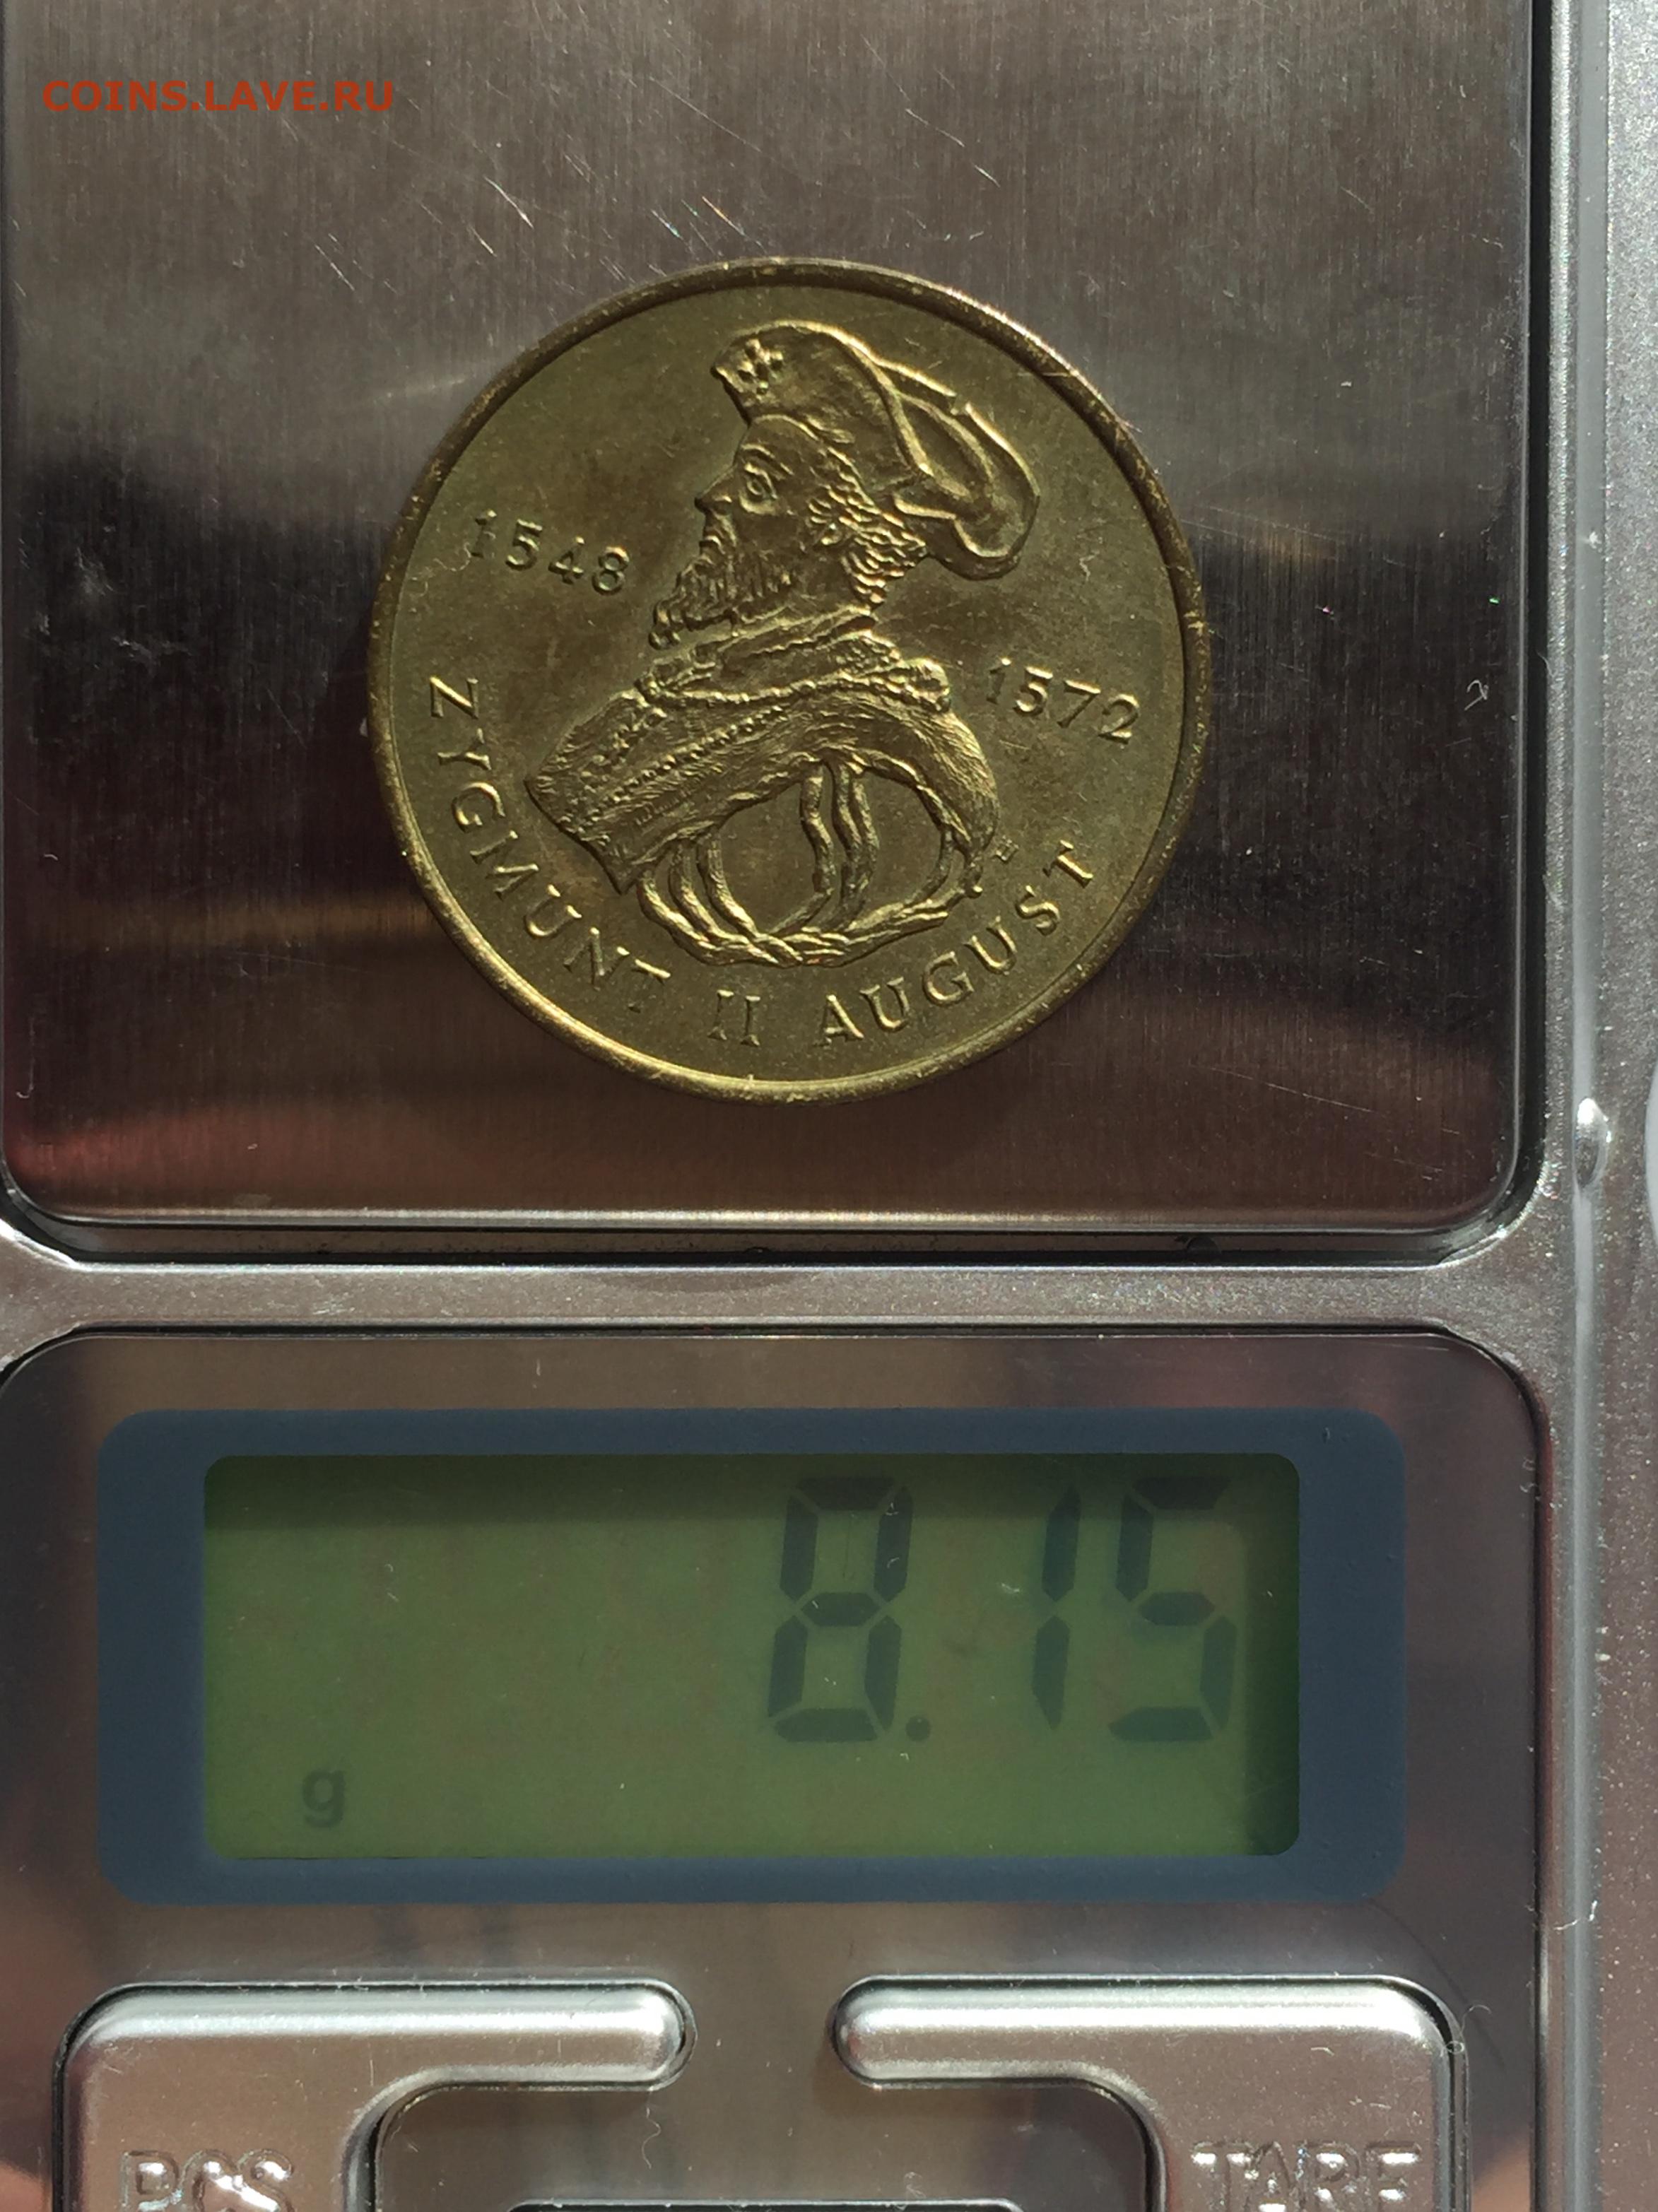 COINS.LAVE.RU
1548
1572
ZYGMUNT II AUGUST
8.15
g
PCS TARE